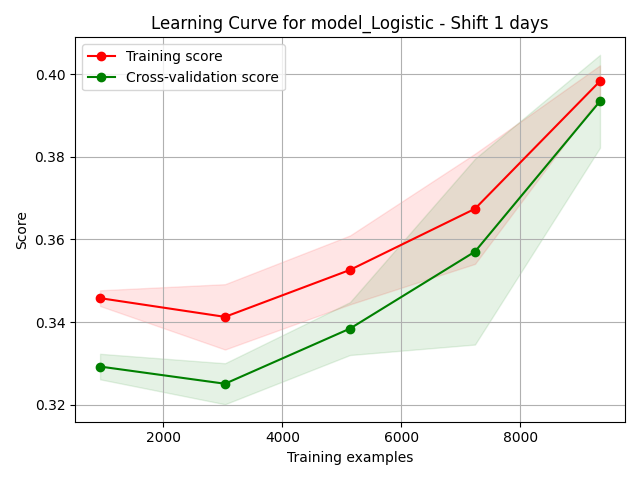 Learning Curve for model_Logistic - Shift 1 days
Training score
Cross-validation score
0.40
0.38
0.36
0.34
0.32
Score
2000 4000 6000 8000
Training examples